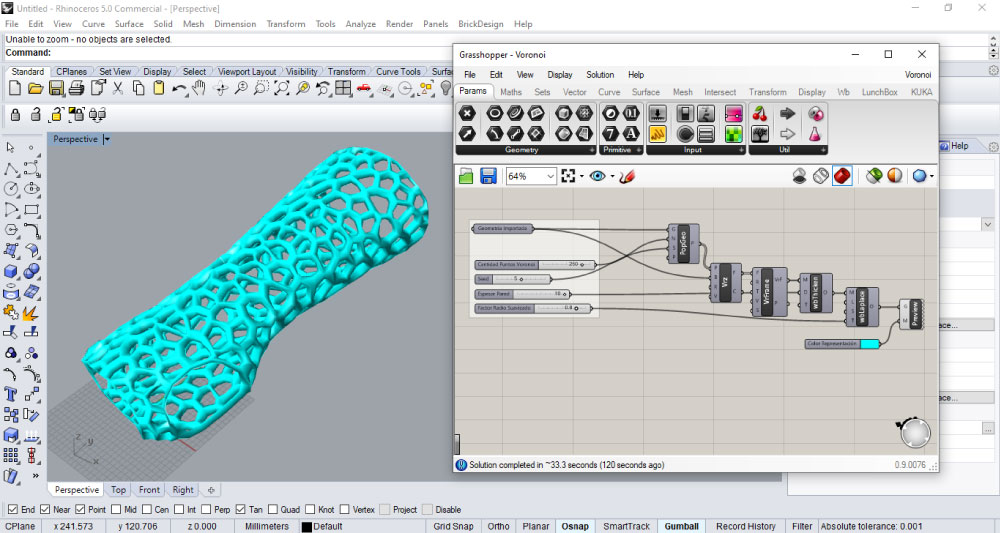 Untitled - Rhinoceros 5.0 Commercial - [Perspective]
File Edit View Curve Surface Solid Mesh Dimension Transform Tools Analyze Render Panels BrickDesign Help
Unable to zoom - no objects are selected.
Command:
Standard CPlanes Set View Display Select Viewport Layout Visibility Transform Curve Tools Surfac
Perspective
Help
Grasshopper - Voronoi
File Edit View Display Solution Help Voronoi
Params Maths Sets Vector Curve Surface Mesh Intersect Transform Display Wb LunchBox KUKA
Geometry Primitive Input Util
64%
Geometría Importada
Cantidad Puntos Voronoi 250
Seed 5
Espesor Pared 10
Factor Radio Suavizado 0.8
PopGeo
Vrz
VrFrame
wbThicken
wbLaplace
Preview
Color Representación
Solution completed in ~33.3 seconds (120 seconds ago) 0.9.0076
ace...
ace...
z y x
Perspective Top Front Right
End Near Point Mid Cen Int Perp Tan Quad Knot Vertex Project Disable
CPlane x 241.573 y 120.706 z 0.000 Millimeters Default Grid Snap Ortho Planar Osnap SmartTrack Gumball Record History Filter Absolute tolerance: 0.001